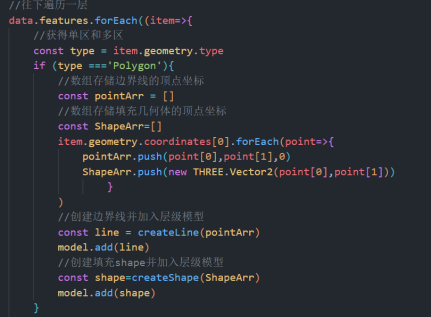 //往下遍历一层
data.features.forEach((item=>{
//获得单区和多区
const type = item.geometry.type
if (type ==='Polygon'){
//数组存储边界线的顶点坐标
const pointArr = []
//数组存储填充几何体的顶点坐标
const ShapeArr=[]
item.geometry.coordinates[0].forEach(point=>{
pointArr.push(point[0],point[1],0)
ShapeArr.push(new THREE.Vector2(point[0],point[1]))
}
)
//创建边界线并加入层级模型
const line = createLine(pointArr)
model.add(line)
//创建填充shape并加入层级模型
const shape=createShape(ShapeArr)
model.add(shape)
}